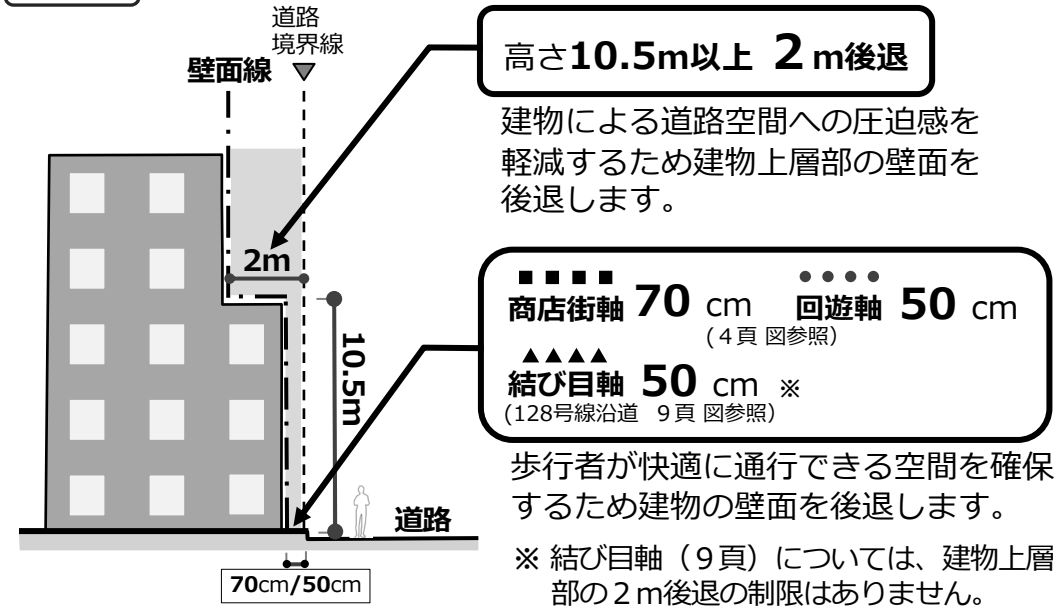 道路
境界線
壁面線
高さ10.5m以上 2m後退
建物による道路空間への圧迫感を
軽減するため建物上層部の壁面を
後退します。
2m
10.5m
商店街軸 70 cm 回遊軸 50 cm
(4頁 図参照)
結び目軸 50 cm ※
(128号線沿道 9頁 図参照)
歩行者が快適に通行できる空間を確保
するため建物の壁面を後退します。
道路
70cm/50cm
※ 結び目軸（9頁）については、建物上層
部の2m後退の制限はありません。